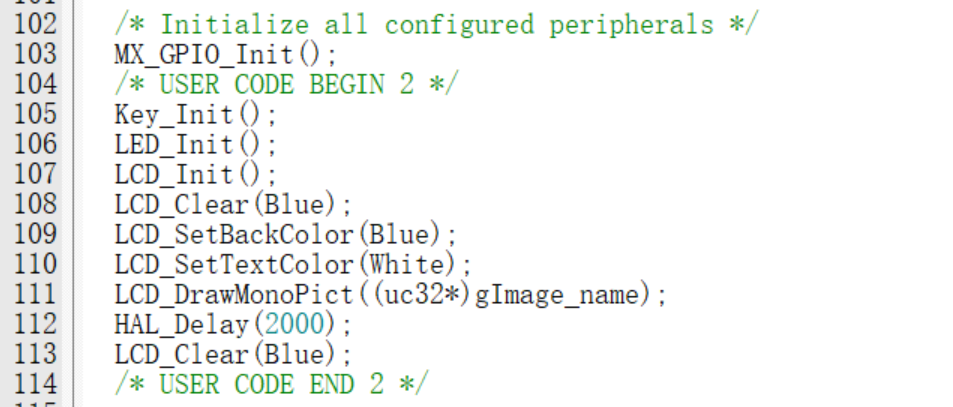 102 /* Initialize all configured peripherals */
103 MX_GPIO_Init();
104 /* USER CODE BEGIN 2 */
105 Key_Init();
106 LED_Init();
107 LCD_Init();
108 LCD_Clear(Blue);
109 LCD_SetBackColor(Blue);
110 LCD_SetTextColor(White);
111 LCD_DrawMonoPict((uc32*)gImage_name);
112 HAL_Delay(2000);
113 LCD_Clear(Blue);
114 /* USER CODE END 2 */